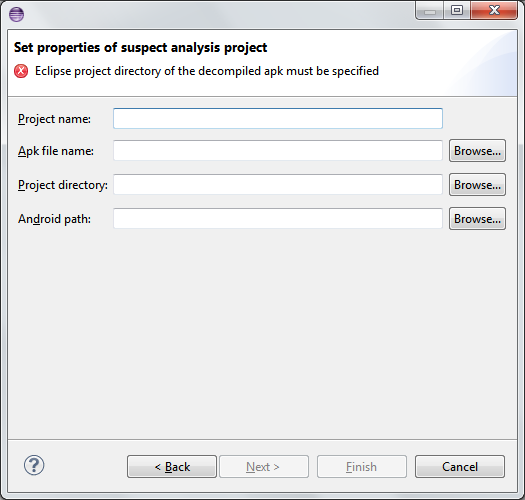 Set properties of suspect analysis project
Eclipse project directory of the decompiled apk must be specified
Project name:
Apk file name:
Browse...
Project directory:
Browse...
Android path:
Browse...
< Back
Next >
Finish
Cancel